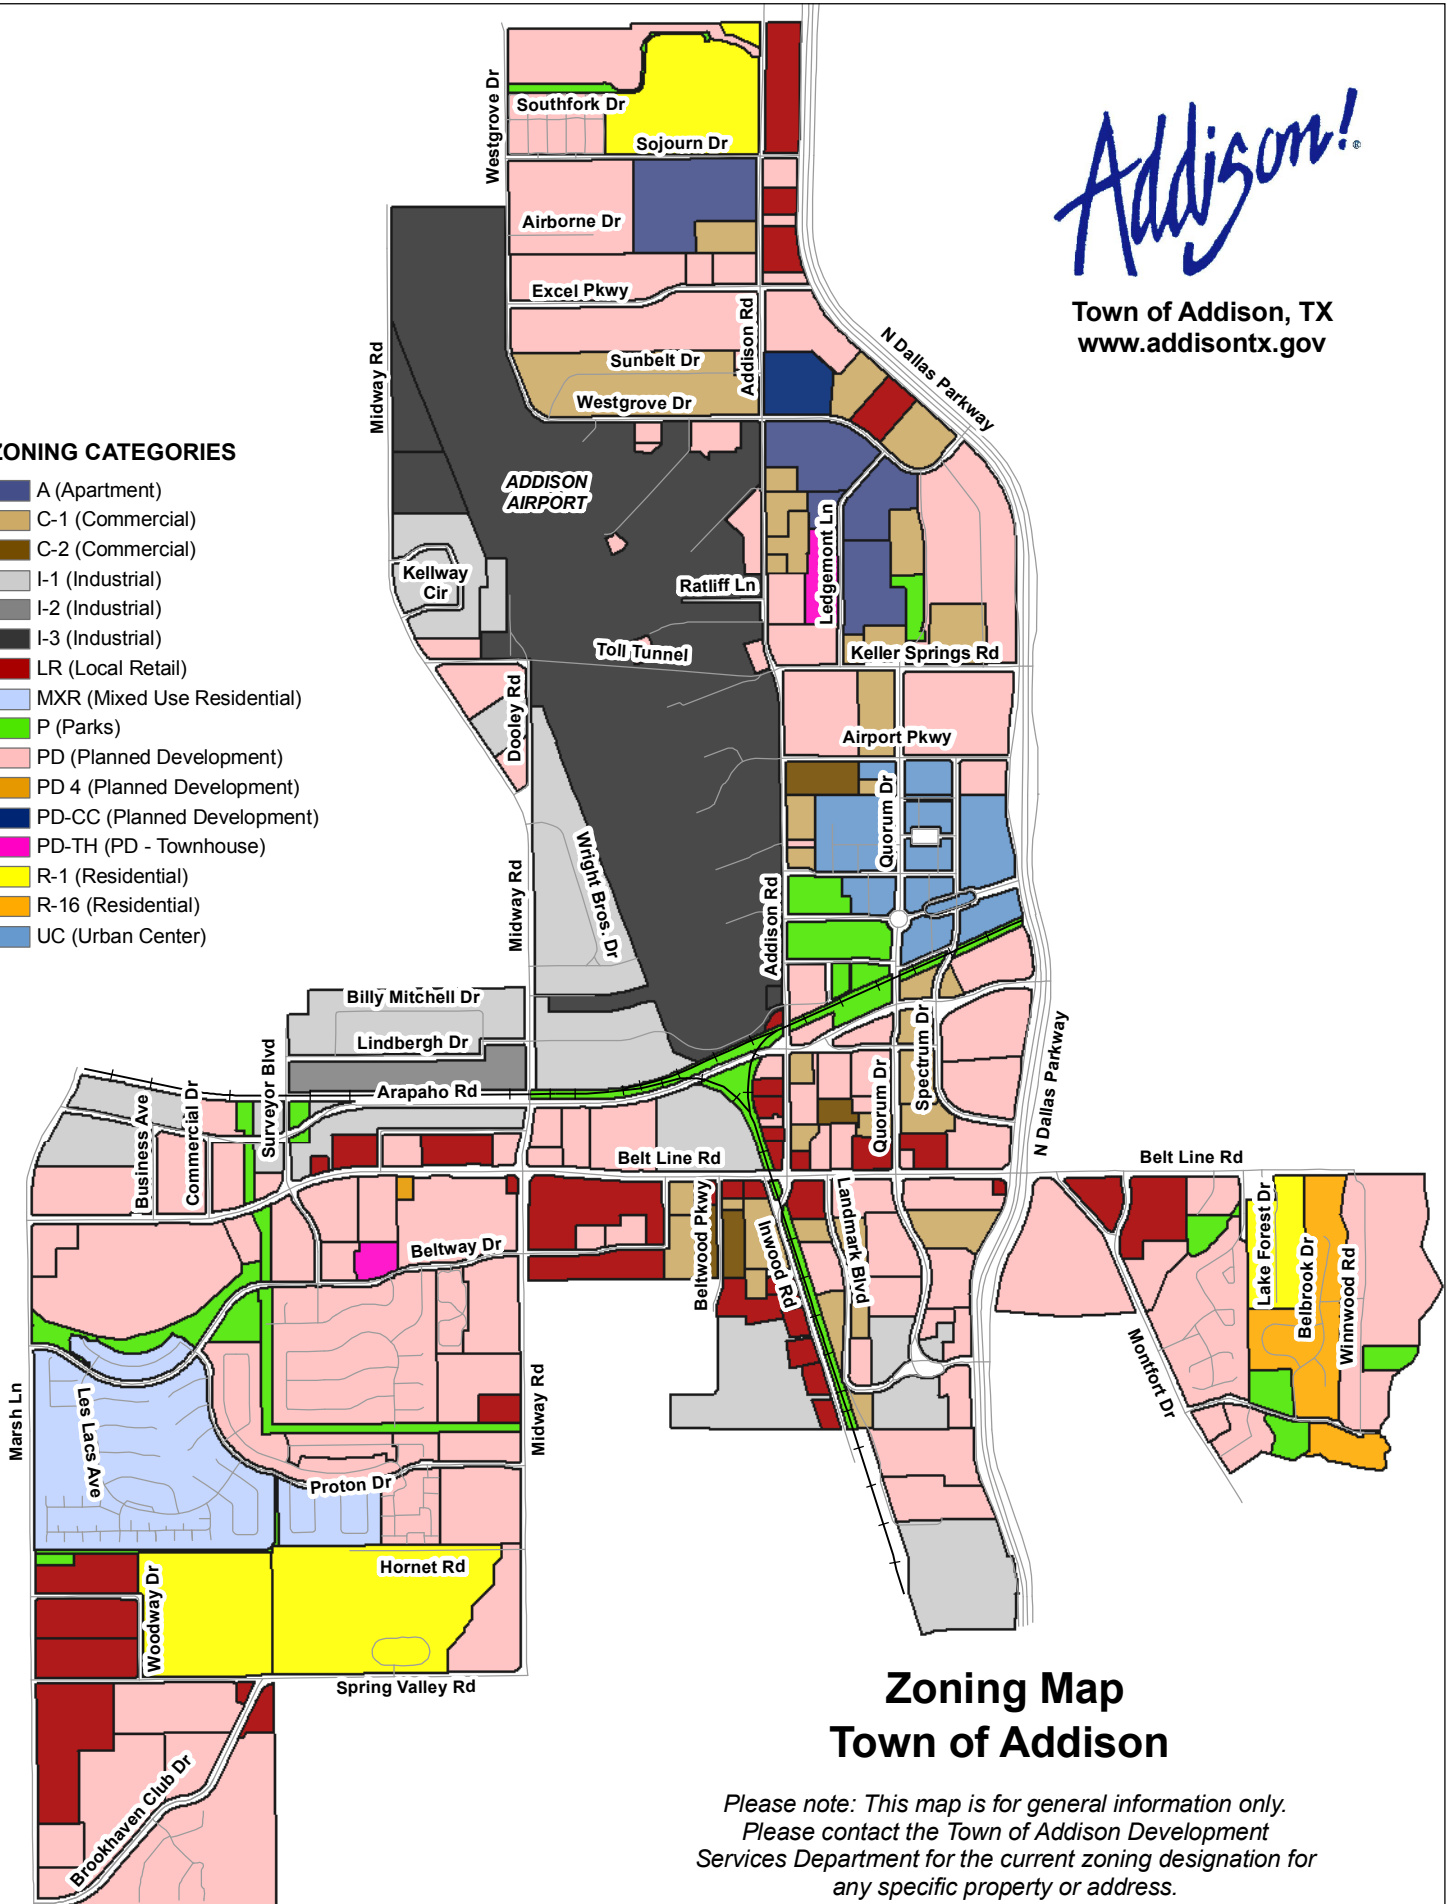 Addison!
®
Town of Addison, TX
www.addisontx.gov
ZONING CATEGORIES
A (Apartment)
C-1 (Commercial)
C-2 (Commercial)
I-1 (Industrial)
I-2 (Industrial)
I-3 (Industrial)
LR (Local Retail)
MXR (Mixed Use Residential)
P (Parks)
PD (Planned Development)
PD 4 (Planned Development)
PD-CC (Planned Development)
PD-TH (PD - Townhouse)
R-1 (Residential)
R-16 (Residential)
UC (Urban Center)
Westgrove Dr
Southfork Dr
Sojourn Dr
Airborne Dr
Excel Pkwy
Addison Rd
N Dallas Parkway
Midway Rd
Sunbelt Dr
Westgrove Dr
ADDISON
AIRPORT
Kellway
Cir
Ratliff Ln
Ledgemont Ln
Toll Tunnel
Keller Springs Rd
Dooley Rd
Airport Pkwy
Quorum Dr
Wright Bros. Dr
Midway Rd
Addison Rd
Billy Mitchell Dr
Lindbergh Dr
Surveyor Blvd
Arapaho Rd
Business Ave
Commercial Dr
Spectrum Dr
Quorum Dr
N Dallas Parkway
Belt Line Rd
Belt Line Rd
Beltway Dr
Beltwood Pkwy
Inwood Rd
Landmark Blvd
Lake Forest Dr
Belbrook Dr
Winnwood Rd
Montfort Dr
Marsh Ln
Les Lacs Ave
Midway Rd
Proton Dr
Hornet Rd
Woodway Dr
Spring Valley Rd
Brookhaven Club Dr
Zoning Map
Town of Addison
Please note: This map is for general information only.
Please contact the Town of Addison Development
Services Department for the current zoning designation for
any specific property or address.